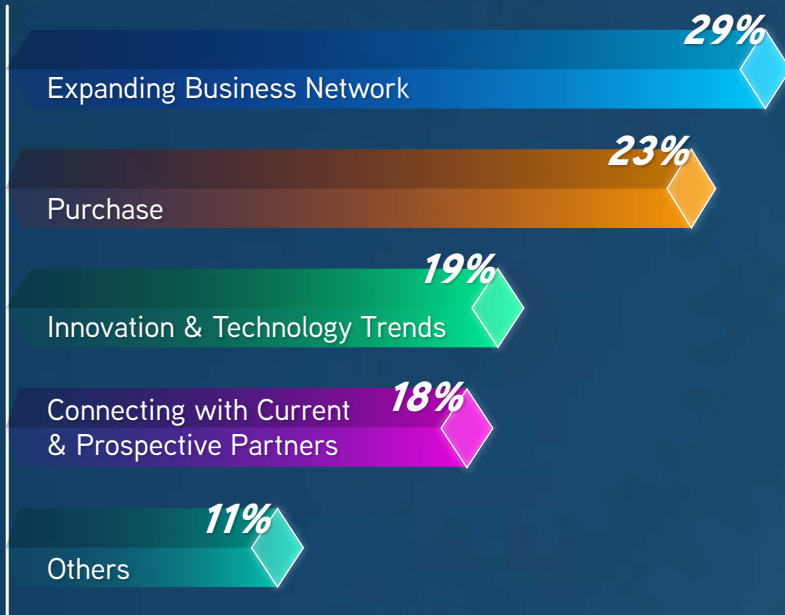 29%
Expanding Business Network
23%
Purchase
19%
Innovation & Technology Trends
18%
Connecting with Current
& Prospective Partners
11%
Others